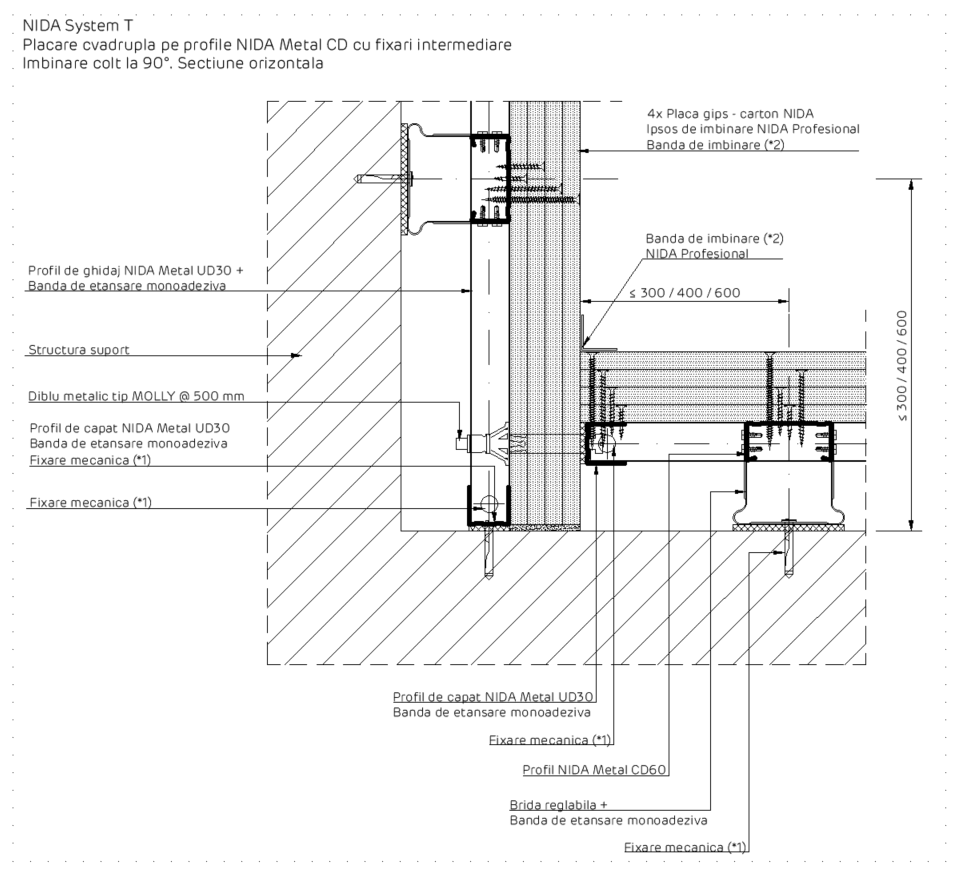 NIDA System T
Placare cvadrupla pe profile NIDA Metal CD cu fixari intermediare
Imbinare colt la 90°. Sectiune orizontala
4x Placa gips - carton NIDA
Ipsos de imbinare NIDA Profesional
Banda de imbinare (*2)
Banda de imbinare (*2)
NIDA Profesional
Profil de ghidaj NIDA Metal UD30 +
Banda de etansare monoadeziva
≤ 300 / 400 / 600
≤ 300 / 400 / 600
Structura suport
Diblu metalic tip MOLLY @ 500 mm
Profil de capat NIDA Metal UD30
Banda de etansare monoadeziva
Fixare mecanica (*1)
Fixare mecanica (*1)
Profil de capat NIDA Metal UD30
Banda de etansare monoadeziva
Fixare mecanica (*1)
Profil NIDA Metal CD60
Brida reglabila +
Banda de etansare monoadeziva
Fixare mecanica (*1)